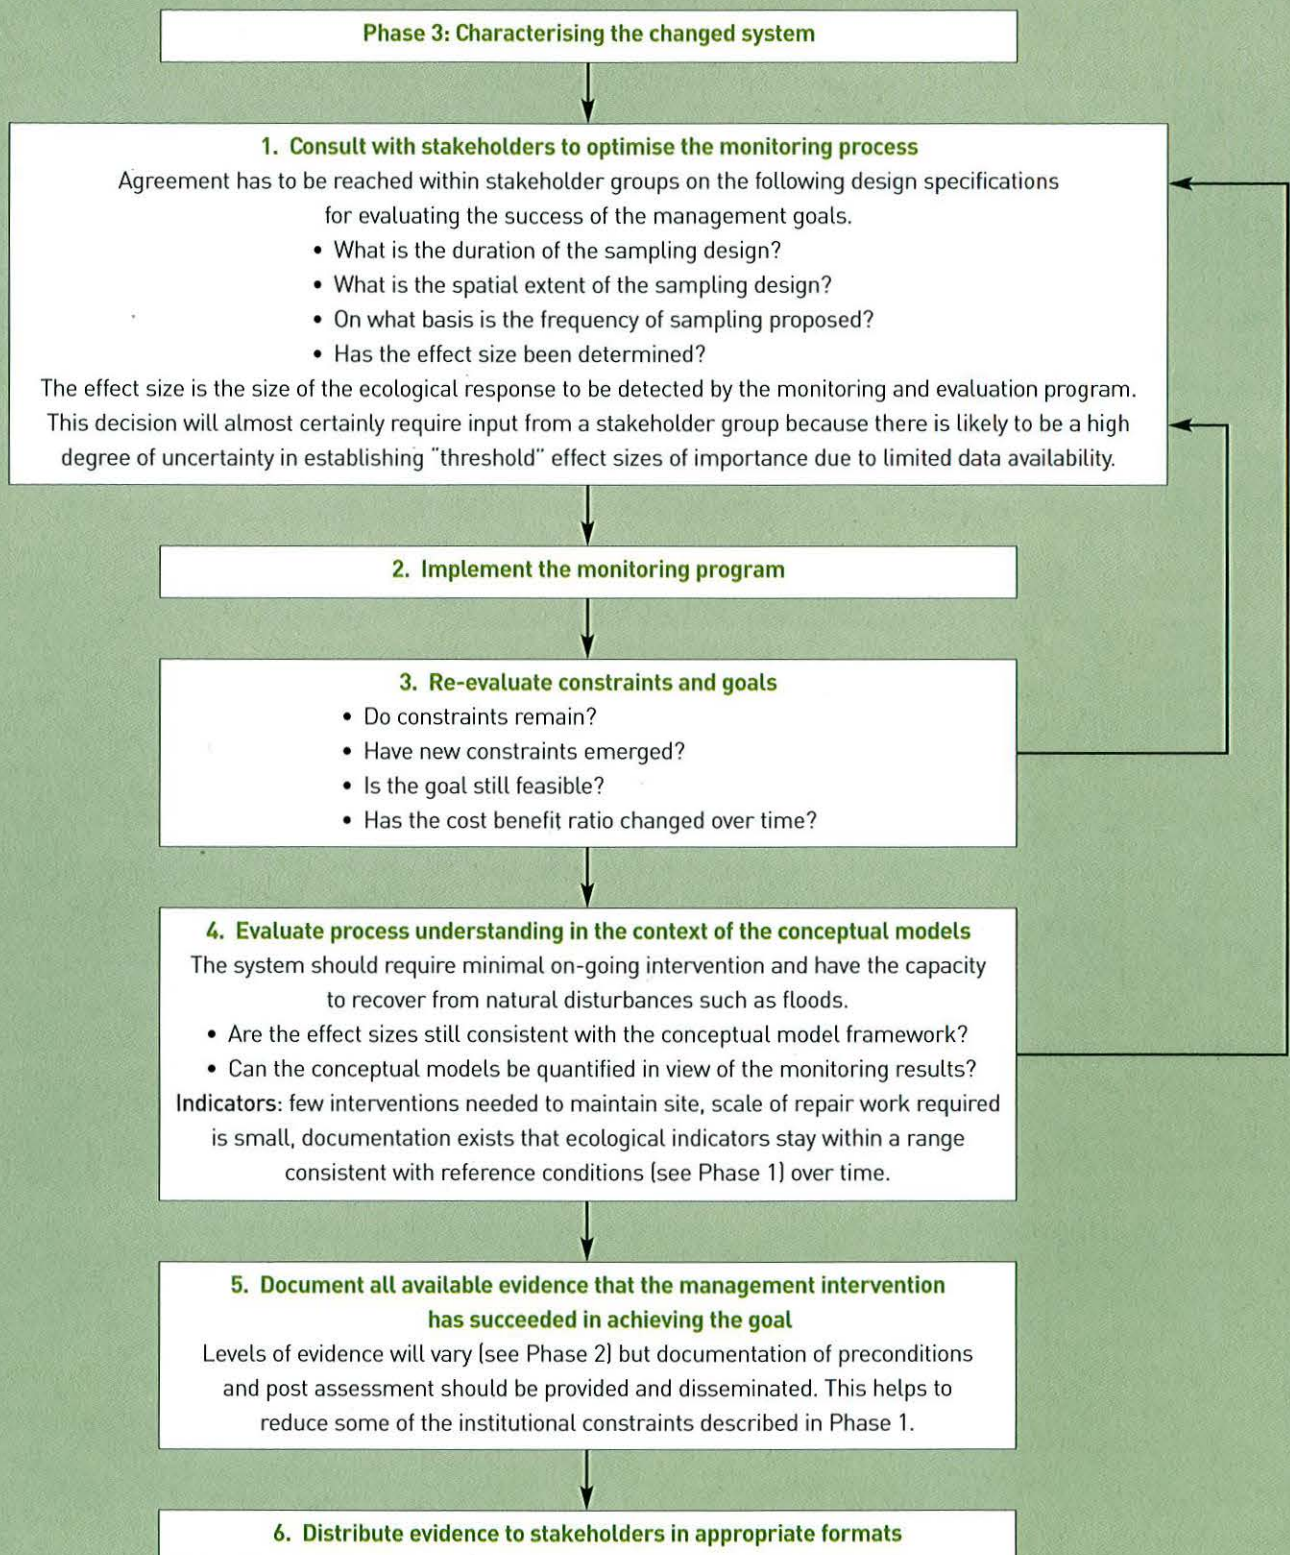 Phase 3: Characterising the changed system
1. Consult with stakeholders to optimise the monitoring process
Agreement has to be reached within stakeholder groups on the following design specifications
for evaluating the success of the management goals.
• What is the duration of the sampling design?
• What is the spatial extent of the sampling design?
• On what basis is the frequency of sampling proposed?
• Has the effect size been determined?
The effect size is the size of the ecological response to be detected by the monitoring and evaluation program.
This decision will almost certainly require input from a stakeholder group because there is likely to be a high
degree of uncertainty in establishing "threshold" effect sizes of importance due to limited data availability.
2. Implement the monitoring program
3. Re-evaluate constraints and goals
• Do constraints remain?
• Have new constraints emerged?
• Is the goal still feasible?
• Has the cost benefit ratio changed over time?
4. Evaluate process understanding in the context of the conceptual models
The system should require minimal on-going intervention and have the capacity
to recover from natural disturbances such as floods.
• Are the effect sizes still consistent with the conceptual model framework?
• Can the conceptual models be quantified in view of the monitoring results?
Indicators: few interventions needed to maintain site, scale of repair work required
is small, documentation exists that ecological indicators stay within a range
consistent with reference conditions (see Phase 1) over time.
5. Document all available evidence that the management intervention
has succeeded in achieving the goal
Levels of evidence will vary (see Phase 2) but documentation of preconditions
and post assessment should be provided and disseminated. This helps to
reduce some of the institutional constraints described in Phase 1.
6. Distribute evidence to stakeholders in appropriate formats